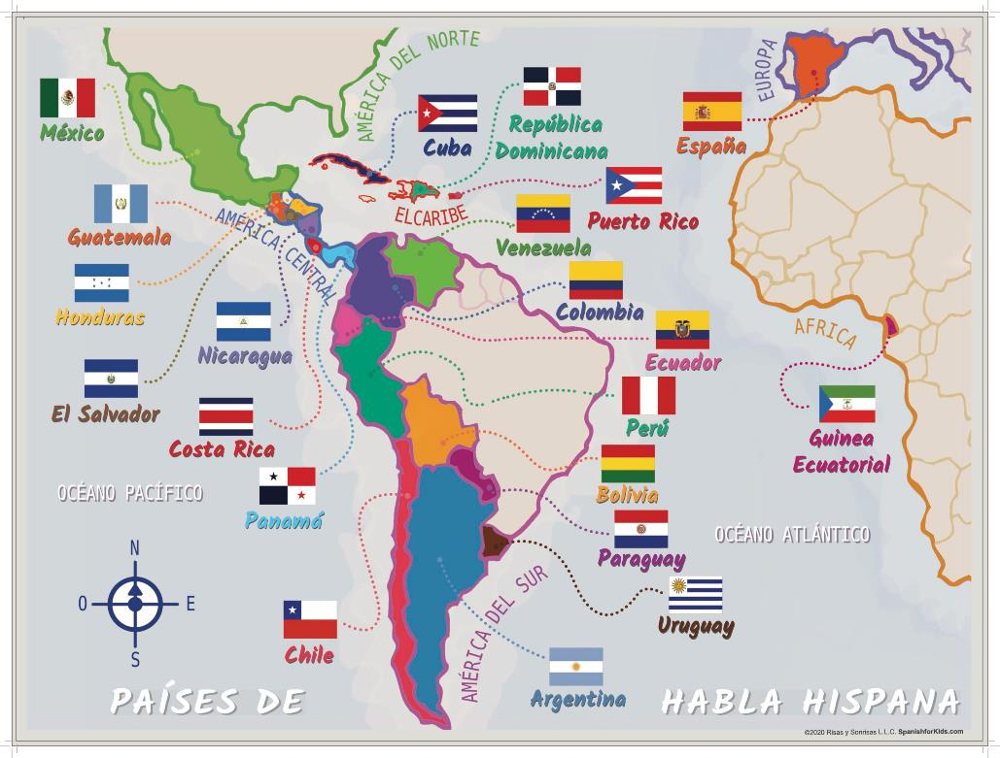 AMÉRICA DEL NORTE
EUROPA
México
Cuba
República
Dominicana
España
Guatemala
AMÉRICA CENTRAL
EL CARIBE
Puerto Rico
Venezuela
Honduras
Nicaragua
Colombia
Ecuador
AFRICA
El Salvador
Costa Rica
Perú
Guinea
Ecuatorial
OCÉANO PACÍFICO
Panamá
Bolivia
OCÉANO ATLÁNTICO
Paraguay
N
O
E
S
Uruguay
Chile
AMÉRICA DEL SUR
Argentina
PAÍSES DE
HABLA HISPANA
©2020 Risas y Sonrisas L.L.C. SpanishforKids.com